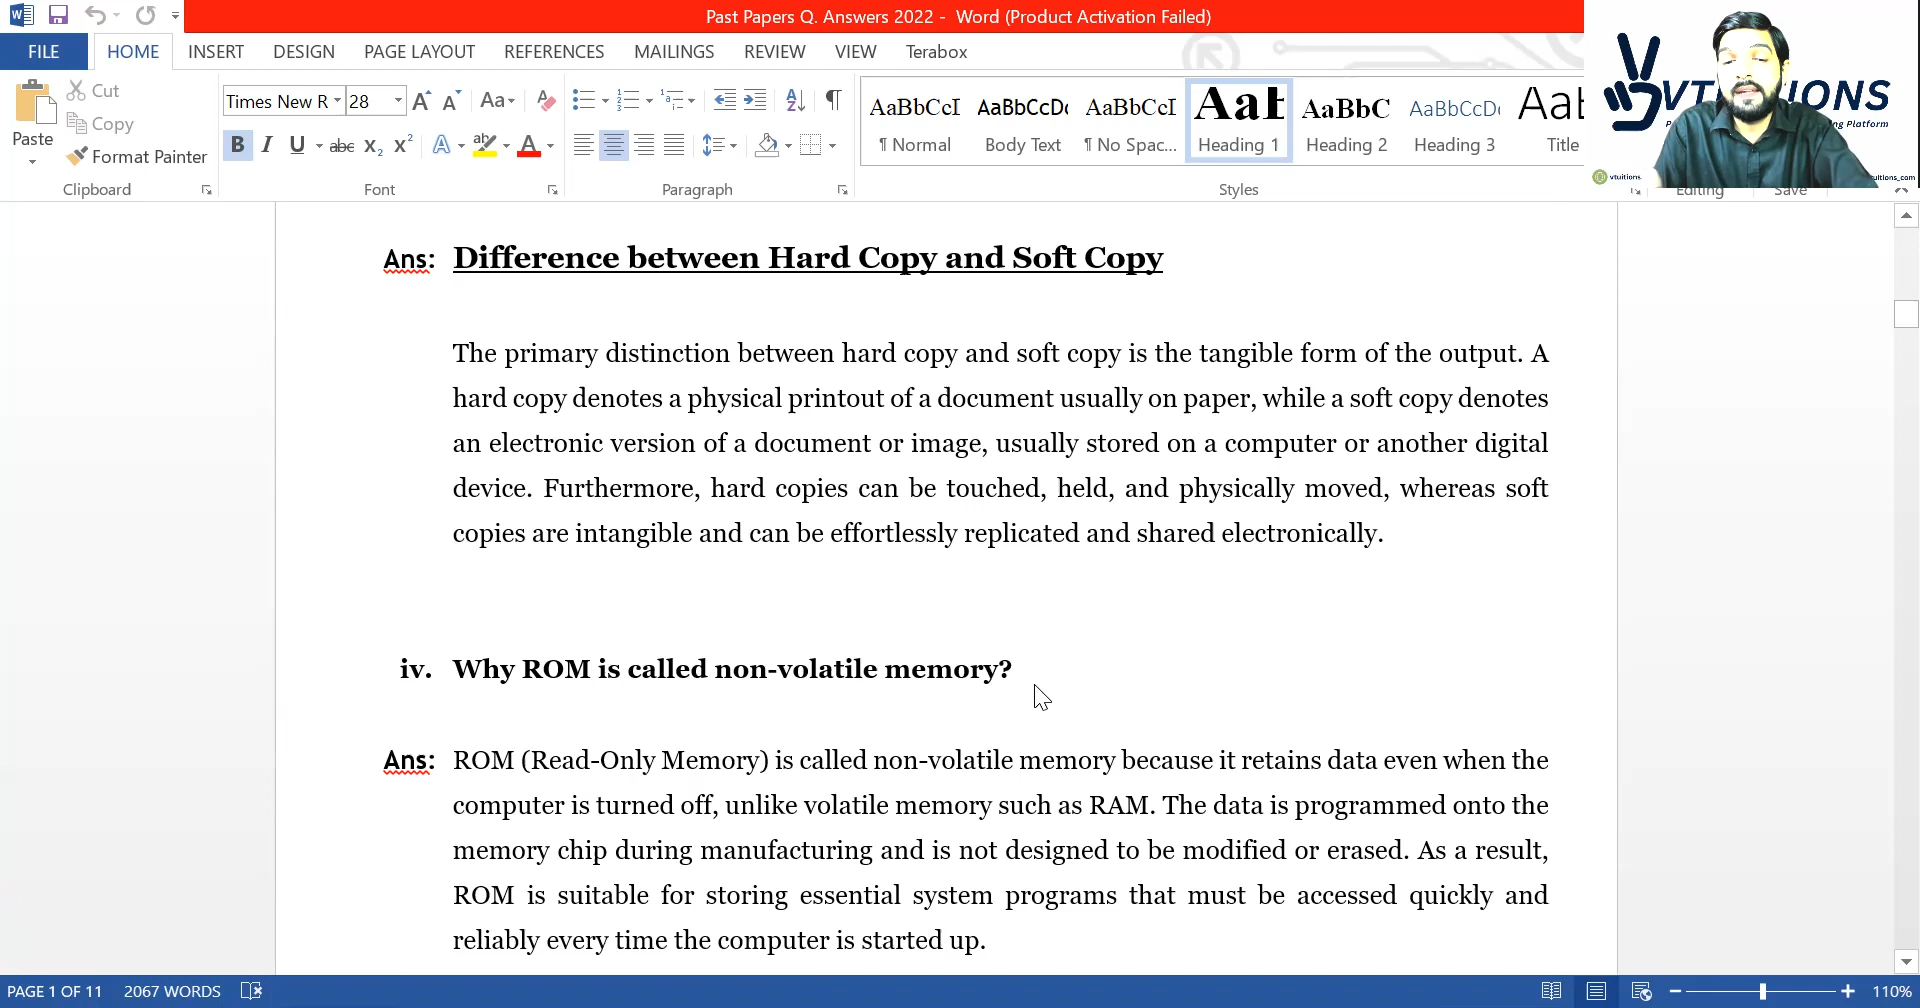 Past Papers Q. Answers 2022 - Word (Product Activation Failed)
FILE HOME INSERT DESIGN PAGE LAYOUT REFERENCES MAILINGS REVIEW VIEW Terabox
Cut
Copy
Format Painter
Paste
Clipboard
Times New R 28
Font
Paragraph
AaBbCcI AaBbCcDc AaBbCcI AaB AaBbC AaBbCcDc Aab
¶ Normal Body Text ¶ No Spac... Heading 1 Heading 2 Heading 3 Title
Styles
Editing Save
ng Platform
vtuitions
Ans: Difference between Hard Copy and Soft Copy
The primary distinction between hard copy and soft copy is the tangible form of the output. A
hard copy denotes a physical printout of a document usually on paper, while a soft copy denotes
an electronic version of a document or image, usually stored on a computer or another digital
device. Furthermore, hard copies can be touched, held, and physically moved, whereas soft
copies are intangible and can be effortlessly replicated and shared electronically.
iv. Why ROM is called non-volatile memory?
Ans: ROM (Read-Only Memory) is called non-volatile memory because it retains data even when the
computer is turned off, unlike volatile memory such as RAM. The data is programmed onto the
memory chip during manufacturing and is not designed to be modified or erased. As a result,
ROM is suitable for storing essential system programs that must be accessed quickly and
reliably every time the computer is started up.
PAGE 1 OF 11 2067 WORDS 110%